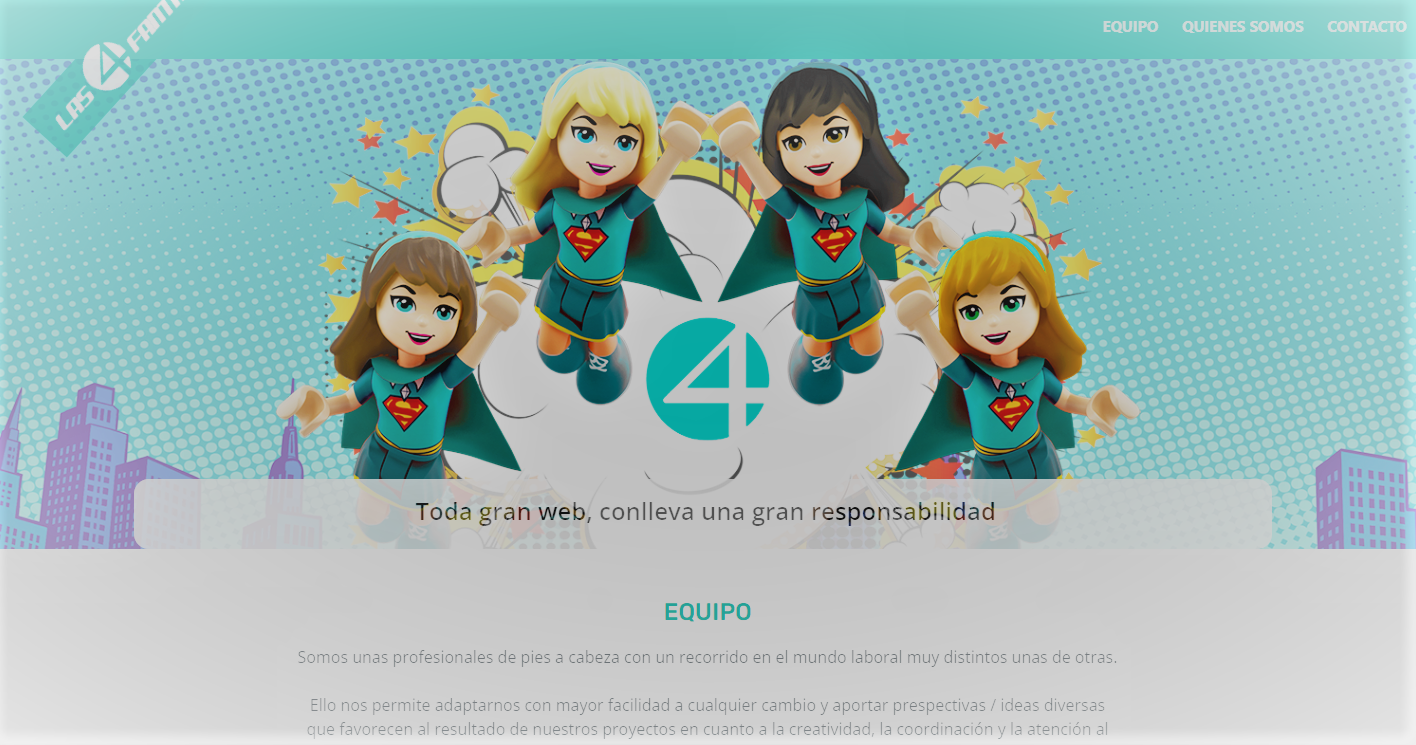 LAS 4
EQUIPO QUIENES SOMOS CONTACTO
4
Toda gran web, conlleva una gran responsabilidad
EQUIPO
Somos unas profesionales de pies a cabeza con un recorrido en el mundo laboral muy distintos unas de otras.
Ello nos permite adaptarnos con mayor facilidad a cualquier cambio y aportar prespectivas / ideas diversas
que favorecen al resultado de nuestros proyectos en cuanto a la creatividad, la coordinación y la atención al